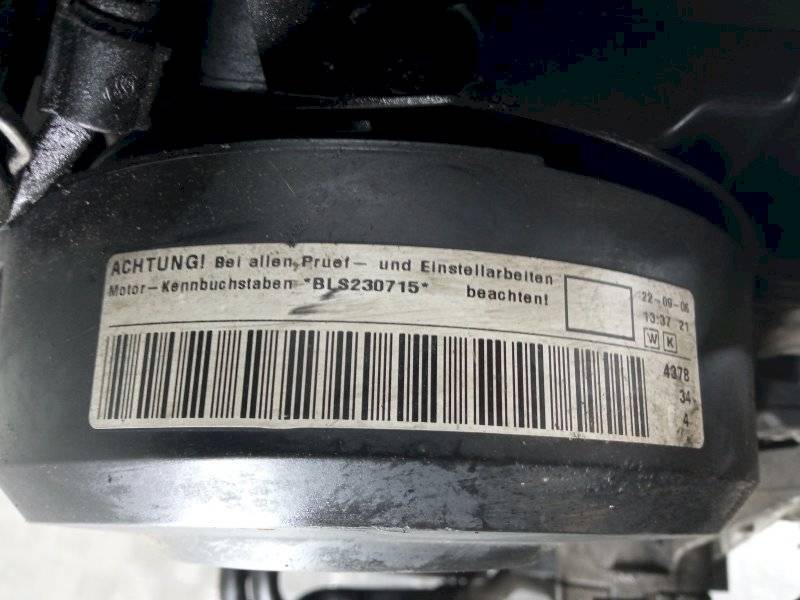 ACHTUNG! Bei allen Pruef- und Einstellarbeiten
Motor-Kennbuchstaben *BLS230715* beachten!
22-09-06
13:37 21
W K
4378
34
4